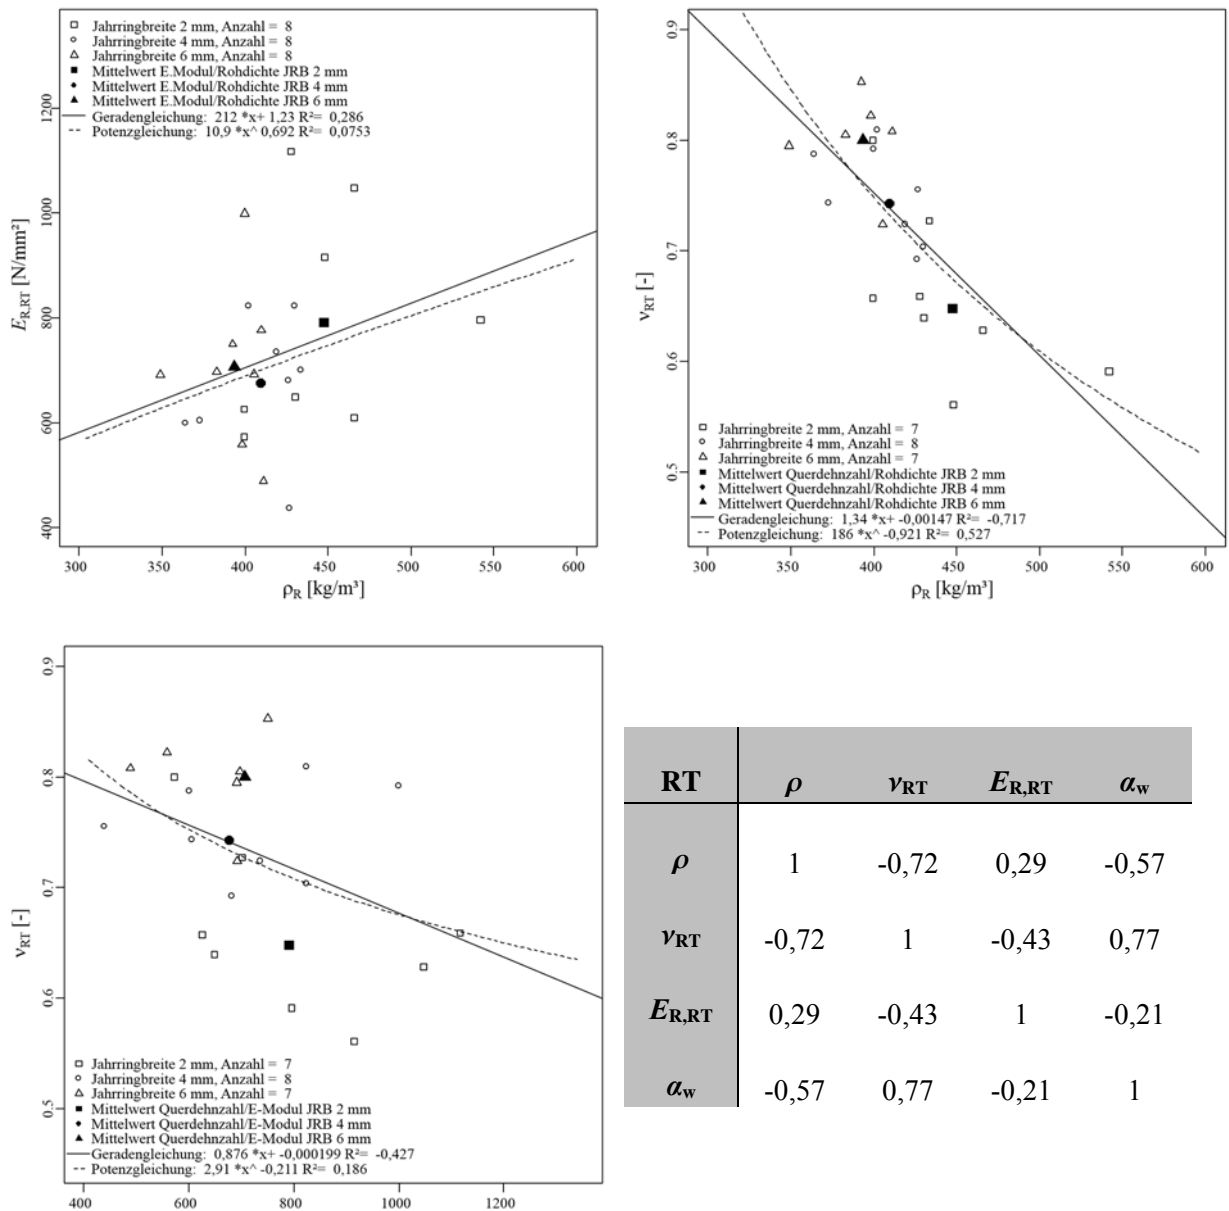 Jahrringbreite 2 mm, Anzahl = 8
Jahrringbreite 4 mm, Anzahl = 8
Jahrringbreite 6 mm, Anzahl = 8
Mittelwert E.Modul/Rohdichte JRB 2 mm
Mittelwert E.Modul/Rohdichte JRB 4 mm
Mittelwert E.Modul/Rohdichte JRB 6 mm
Geradengleichung: 212 *x+ 1,23 R²= 0,286
Potenzgleichung: 10,9 *x^ 0,692 R²= 0,0753
E_R,RT [N/mm²]
400 600 800 1000 1200
300 350 400 450 500 550 600
ρ_R [kg/m³]
ν_RT [-]
0.5 0.6 0.7 0.8 0.9
Jahrringbreite 2 mm, Anzahl = 7
Jahrringbreite 4 mm, Anzahl = 8
Jahrringbreite 6 mm, Anzahl = 7
Mittelwert Querdehnzahl/Rohdichte JRB 2 mm
Mittelwert Querdehnzahl/Rohdichte JRB 4 mm
Mittelwert Querdehnzahl/Rohdichte JRB 6 mm
Geradengleichung: 1,34 *x+ -0,00147 R²= -0,717
Potenzgleichung: 186 *x^ -0,921 R²= 0,527
300 350 400 450 500 550 600
ρ_R [kg/m³]
ν_RT [-]
0.5 0.6 0.7 0.8 0.9
Jahrringbreite 2 mm, Anzahl = 7
Jahrringbreite 4 mm, Anzahl = 8
Jahrringbreite 6 mm, Anzahl = 7
Mittelwert Querdehnzahl/E-Modul JRB 2 mm
Mittelwert Querdehnzahl/E-Modul JRB 4 mm
Mittelwert Querdehnzahl/E-Modul JRB 6 mm
Geradengleichung: 0,876 *x+ -0,000199 R²= -0,427
Potenzgleichung: 2,91 *x^ -0,211 R²= 0,186
400 600 800 1000 1200
RT ρ ν_RT E_R,RT α_w
ρ 1 -0,72 0,29 -0,57
ν_RT -0,72 1 -0,43 0,77
E_R,RT 0,29 -0,43 1 -0,21
α_w -0,57 0,77 -0,21 1